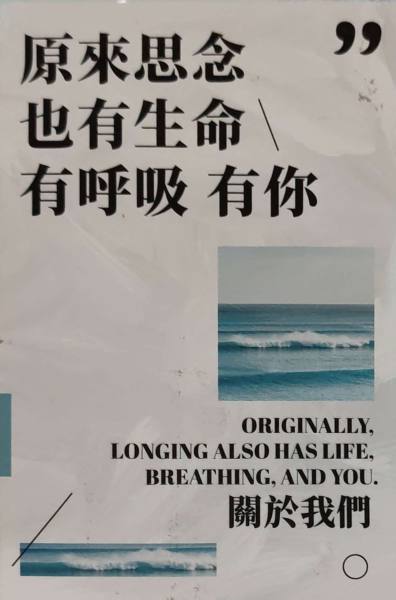 原來思念 ”
也有生命 \
有呼吸 有你
ORIGINALLY,
LONGING ALSO HAS LIFE,
BREATHING, AND YOU.
關於我們